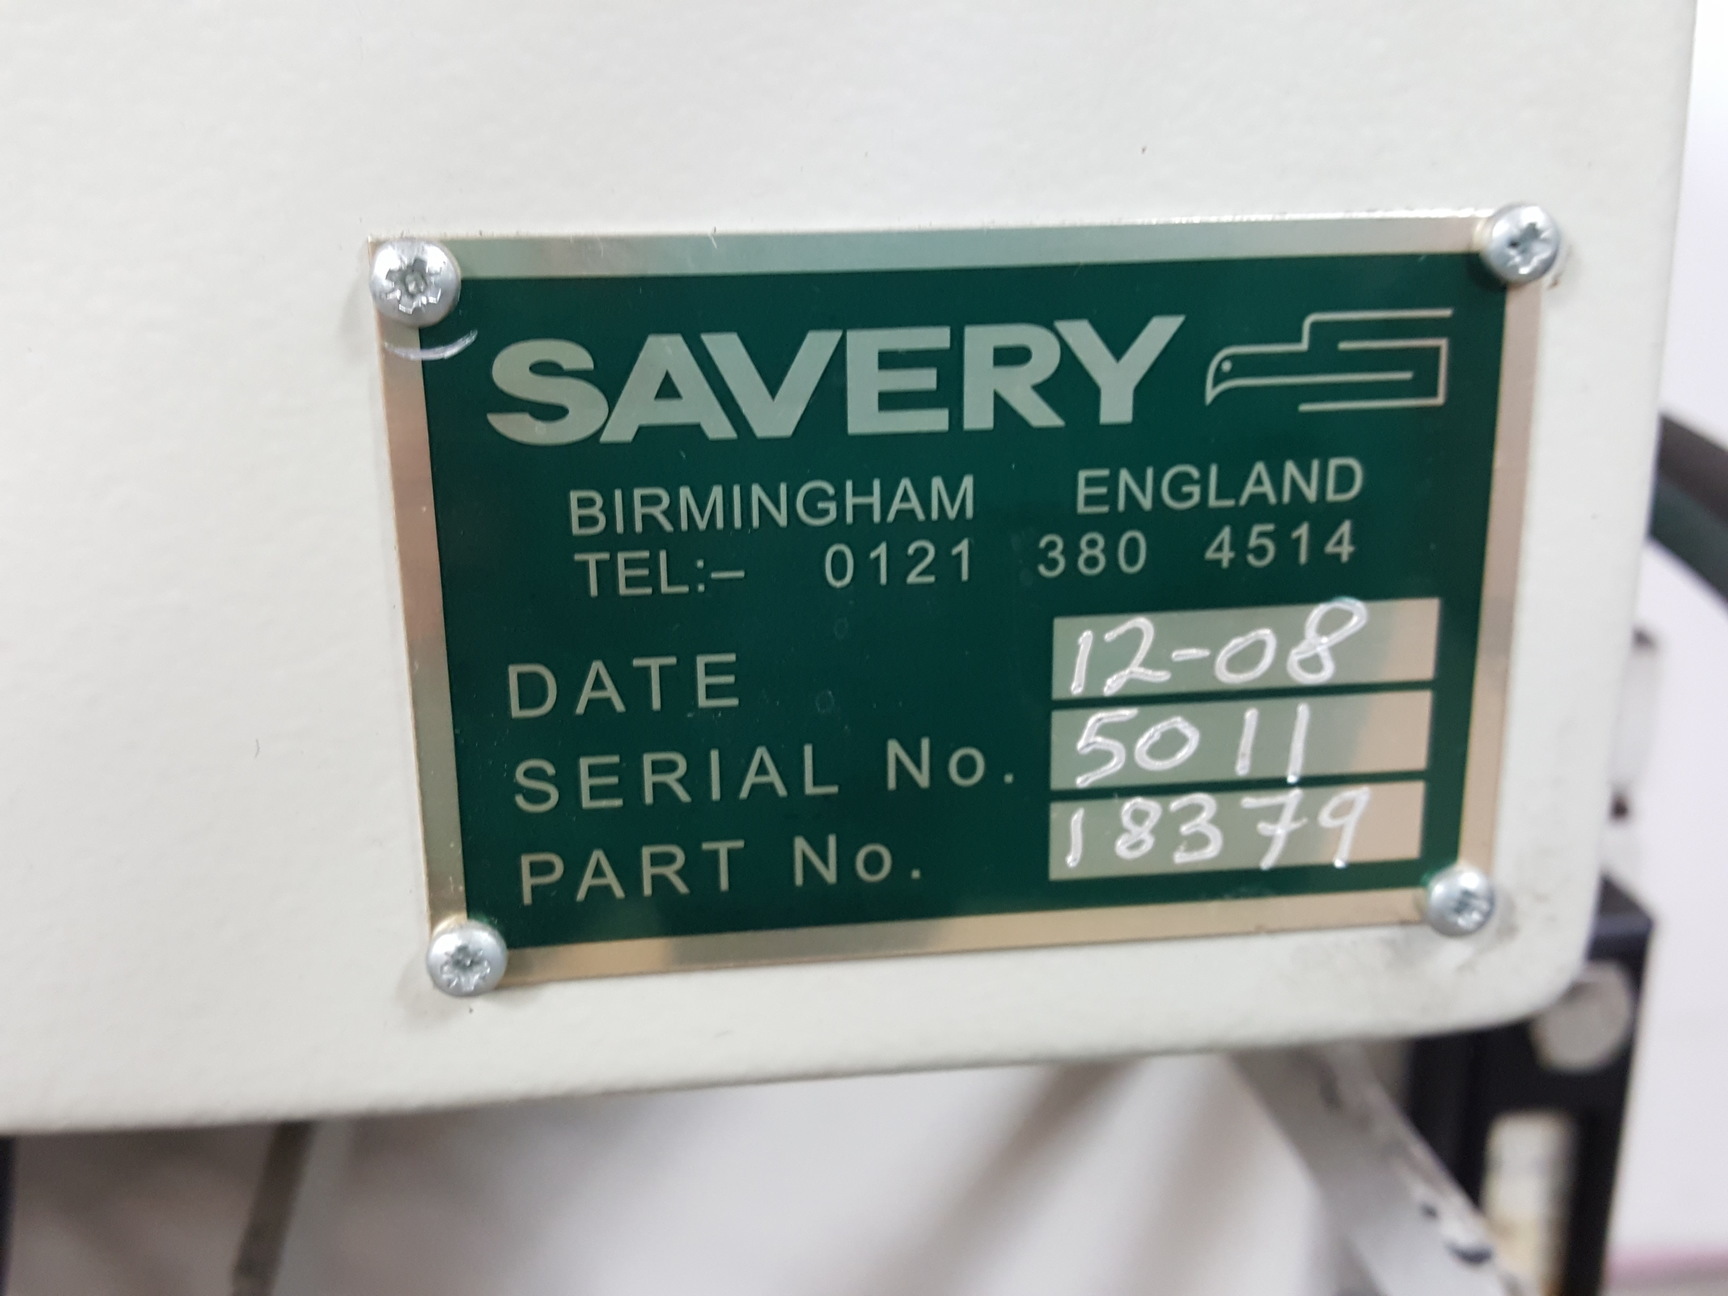 SAVERY
BIRMINGHAM ENGLAND
TEL:– 0121 380 4514
DATE 12-08
SERIAL No. 5011
PART No. 18379